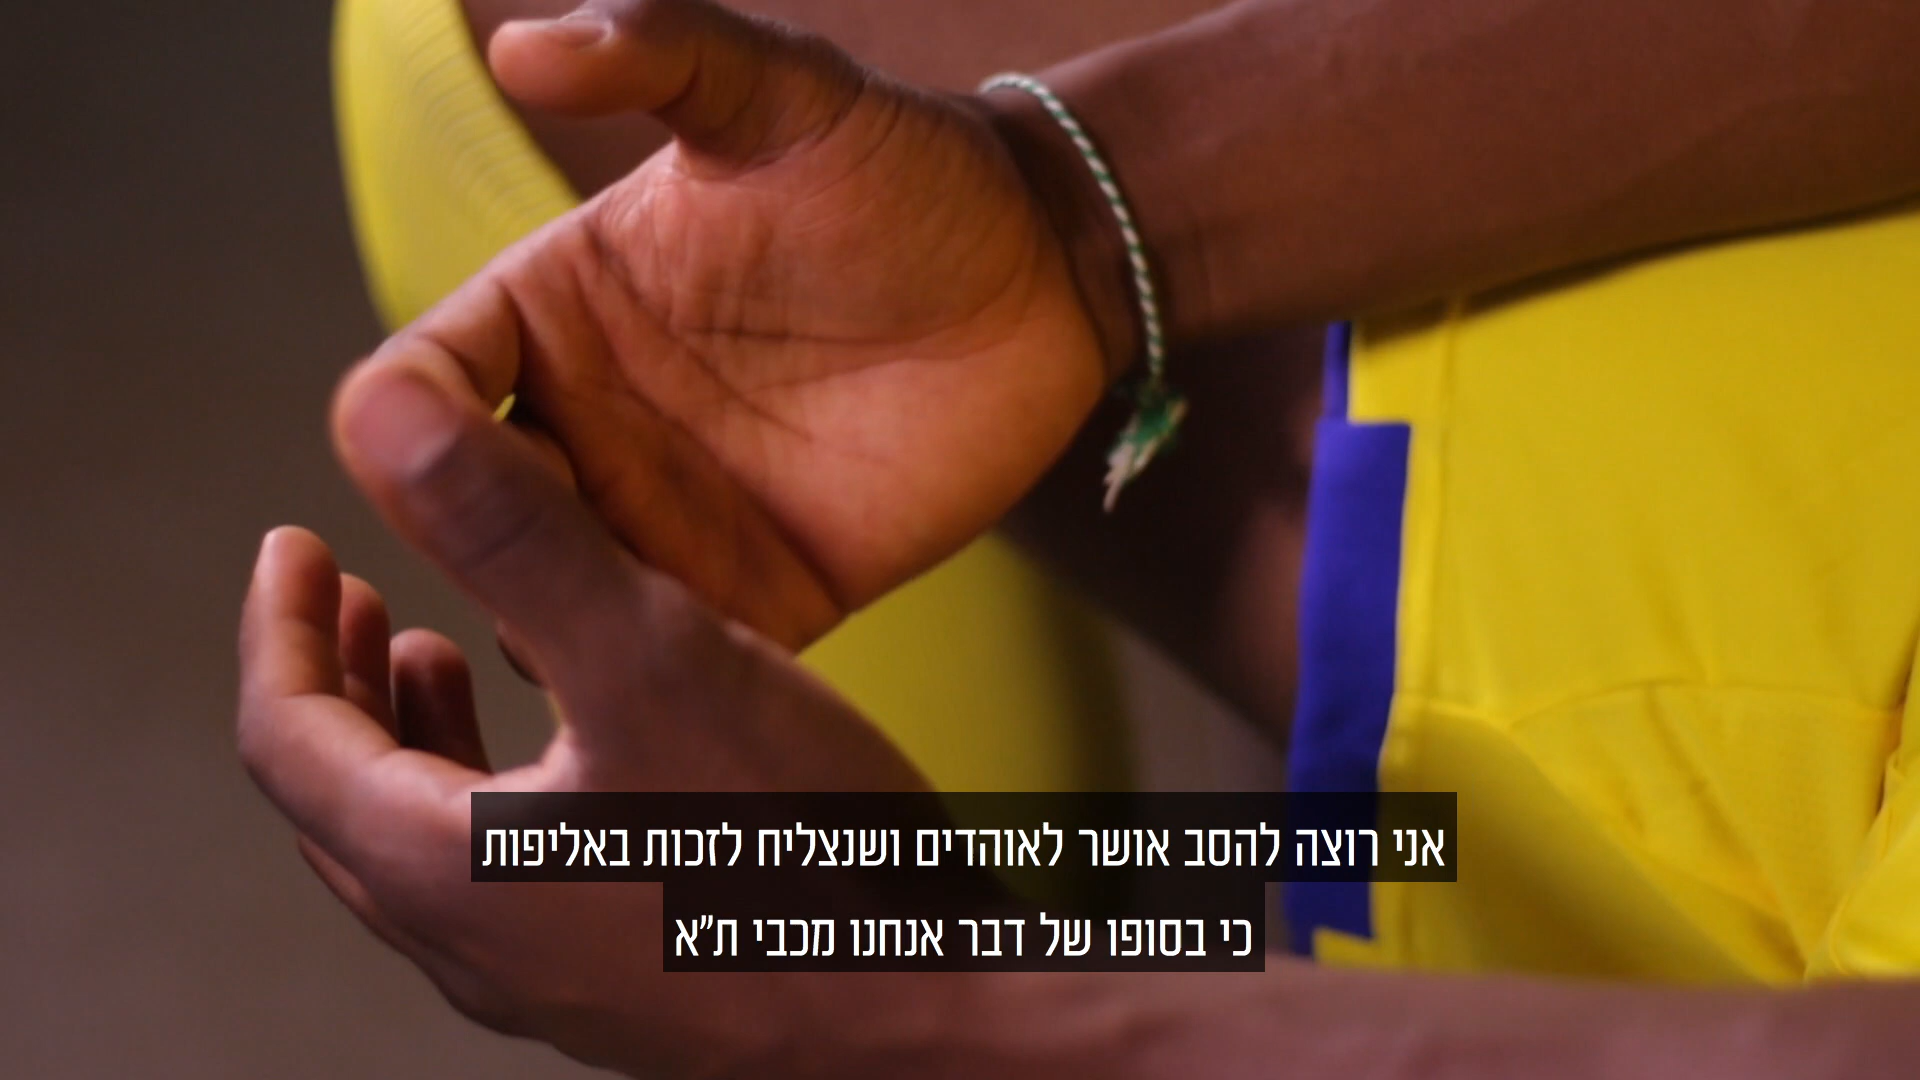 אני רוצה להסב אושר לאוהדים ושנצליח לזכות באליפות
כי בסופו של דבר אנחנו מכבי ת"א